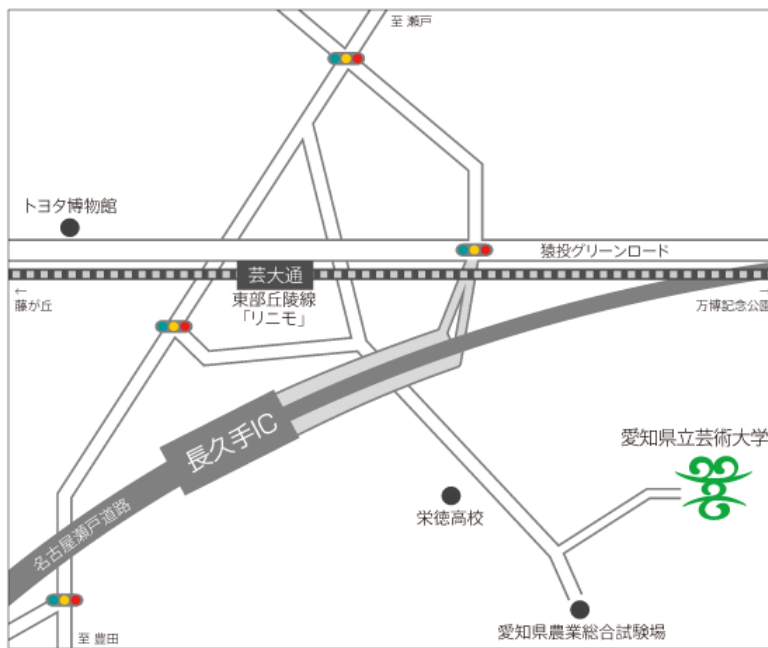 至 瀬戸
トヨタ博物館
猿投グリーンロード
芸大通
←
藤が丘
東部丘陵線
「リニモ」
→
万博記念公園
長久手IC
愛知県立芸術大学
栄徳高校
名古屋瀬戸道路
愛知県農業総合試験場
至 豊田